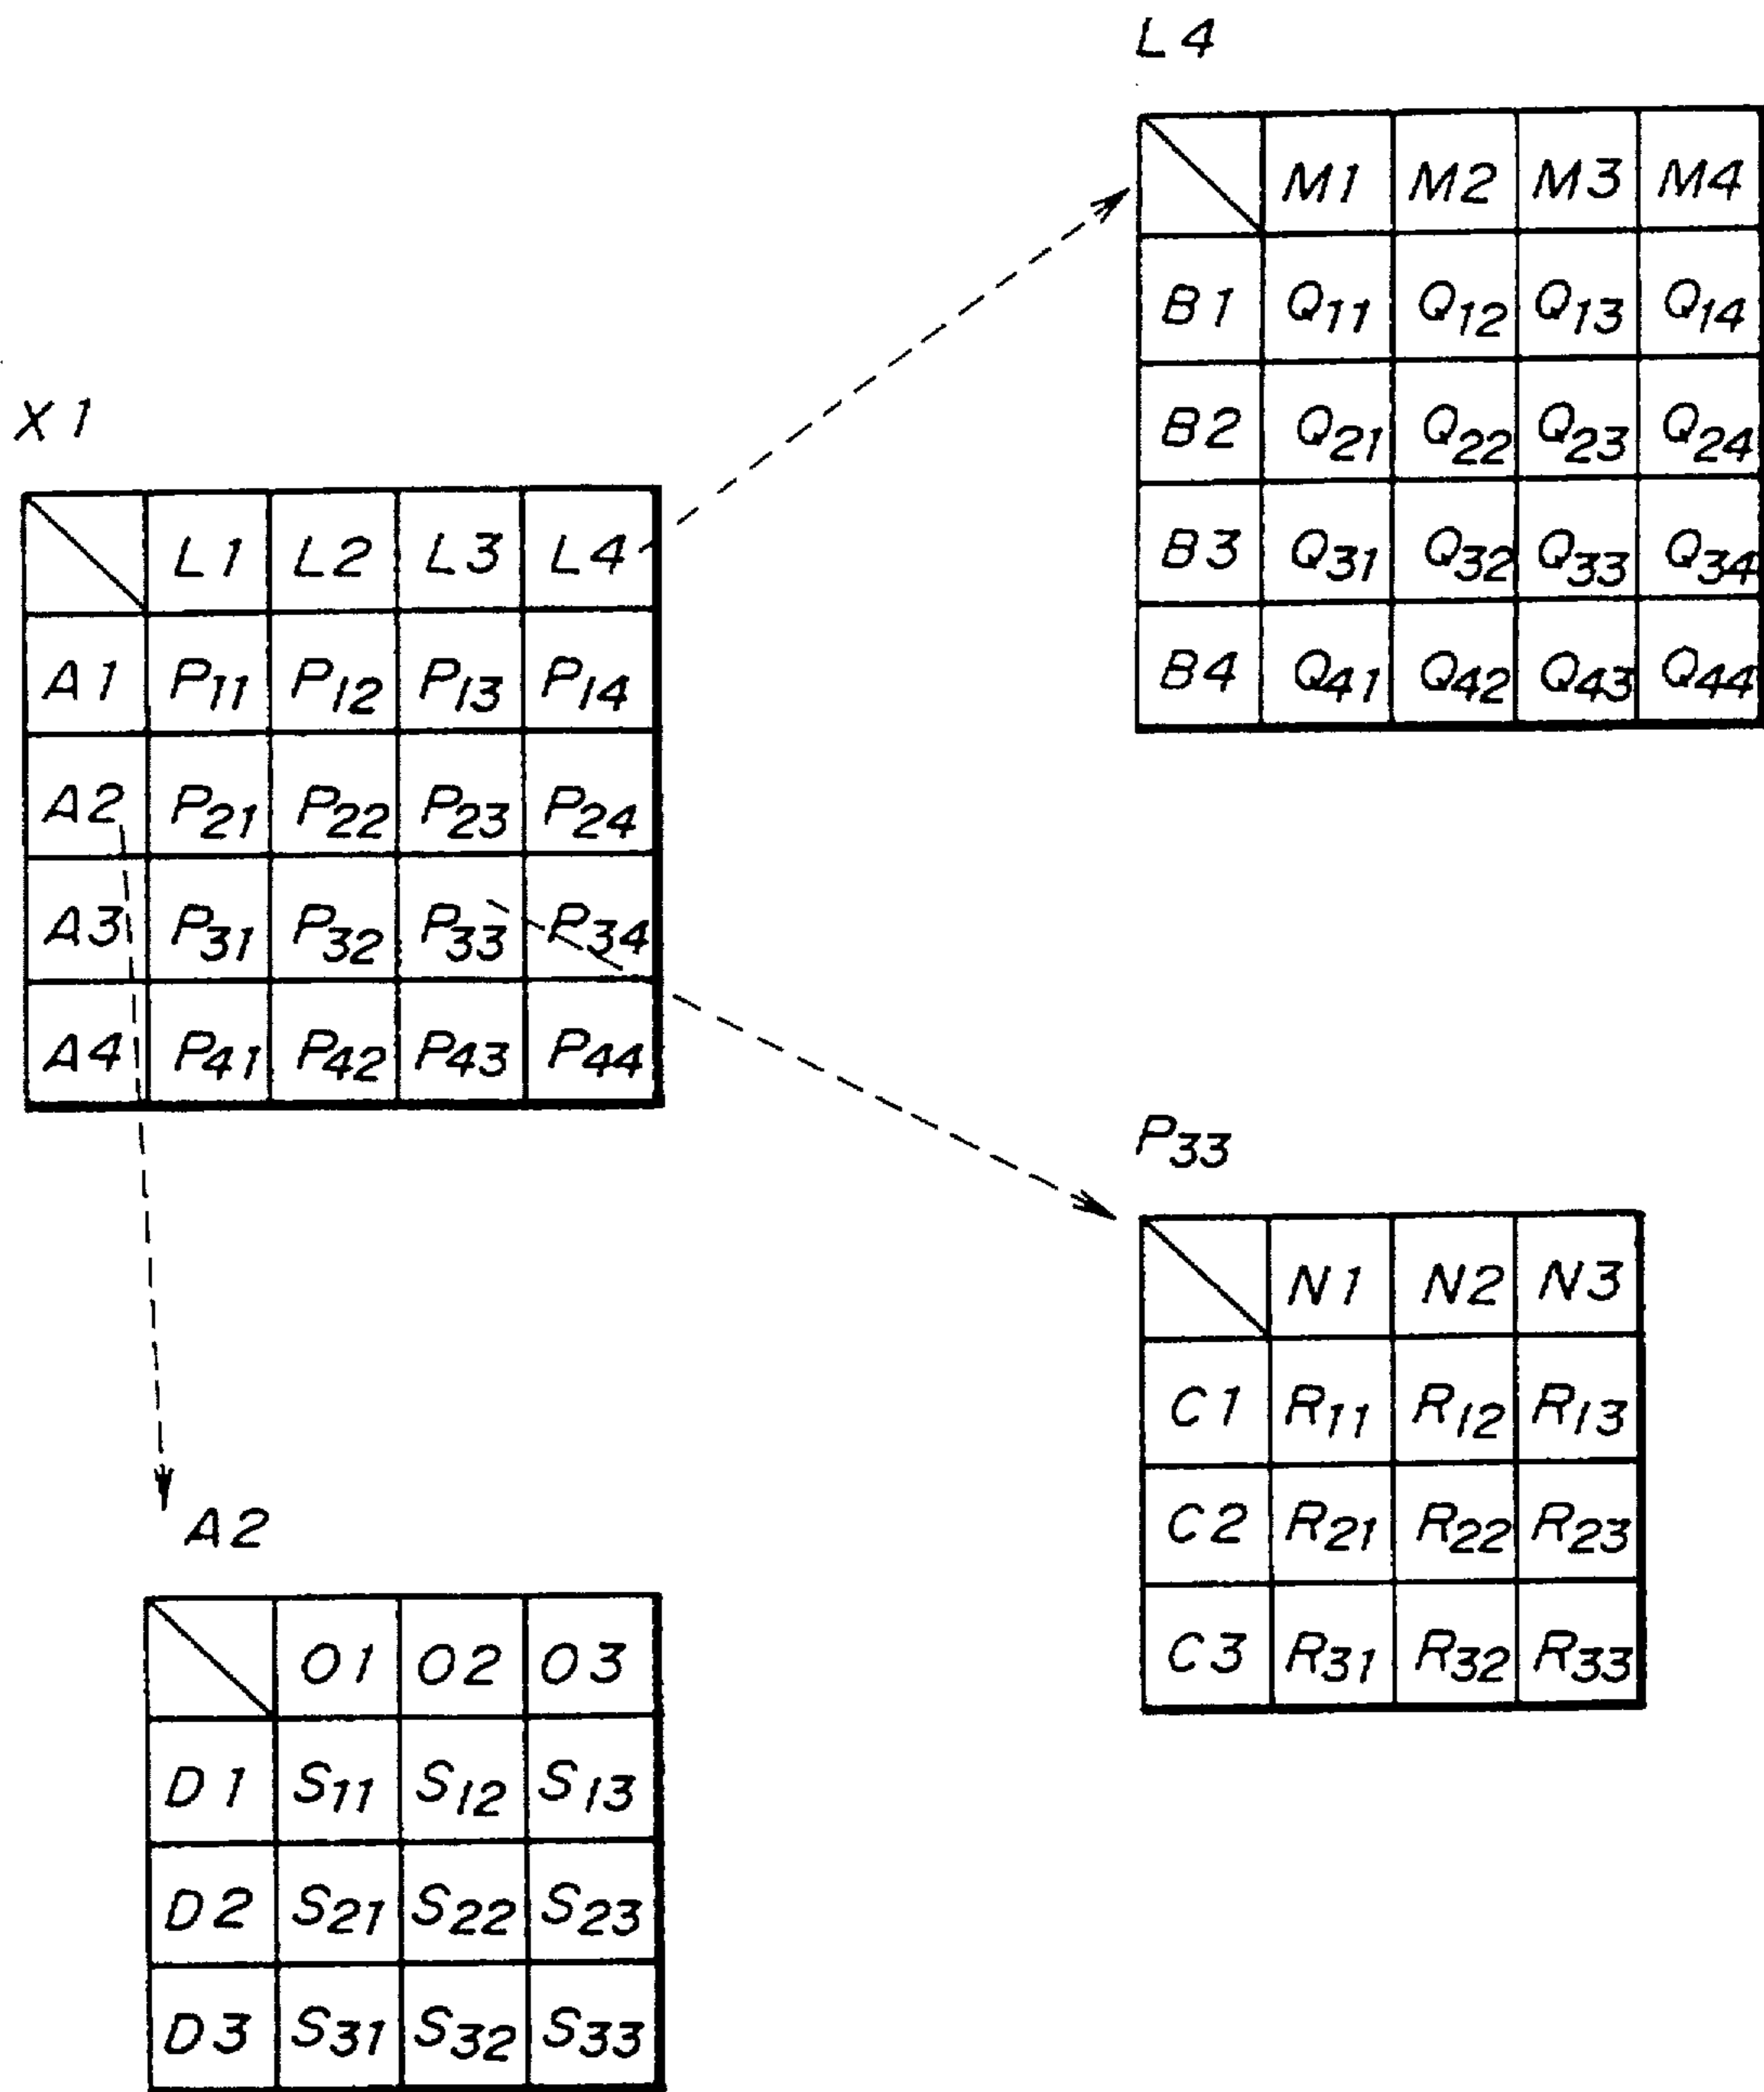 L4
M1 M2 M3 M4
B1 Q11 Q12 Q13 Q14
B2 Q21 Q22 Q23 Q24
B3 Q31 Q32 Q33 Q34
B4 Q41 Q42 Q43 Q44
X1
L1 L2 L3 L4
A1 P11 P12 P13 P14
A2 P21 P22 P23 P24
A3 P31 P32 P33 P34
A4 P41 P42 P43 P44
P33
N1 N2 N3
C1 R11 R12 R13
C2 R21 R22 R23
C3 R31 R32 R33
A2
O1 O2 O3
D1 S11 S12 S13
D2 S21 S22 S23
D3 S31 S32 S33